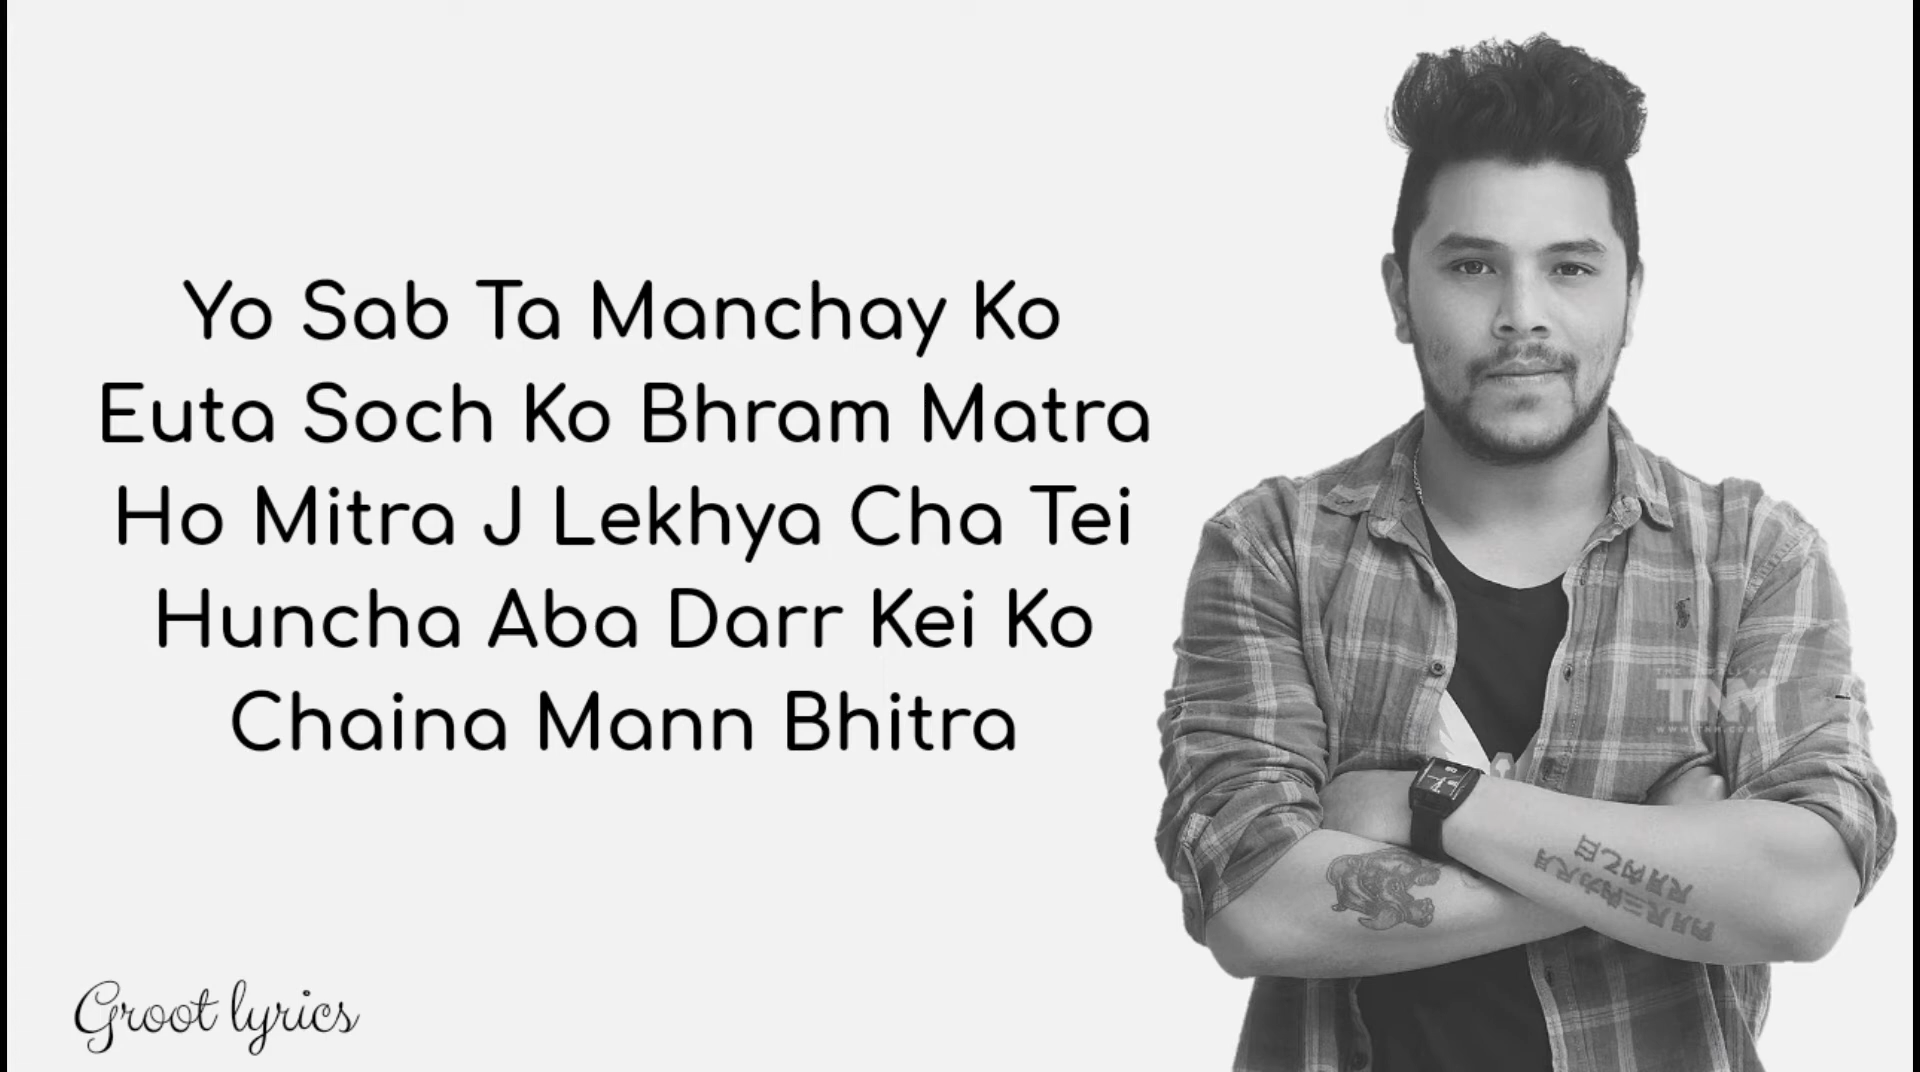 Yo Sab Ta Manchay Ko
Euta Soch Ko Bhram Matra
Ho Mitra J Lekhya Cha Tei
Huncha Aba Darr Kei Ko
Chaina Mann Bhitra
TNM
Groot lyrics